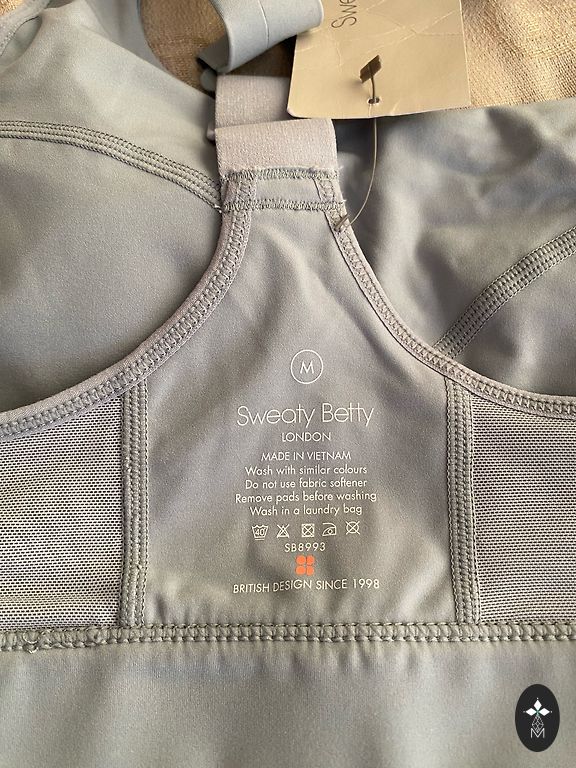 Swe
M
Sweaty Betty
LONDON
MADE IN VIETNAM
Wash with similar colours
Do not use fabric softener
Remove pads before washing
Wash in a laundry bag
40
SB8993
BRITISH DESIGN SINCE 1998
M